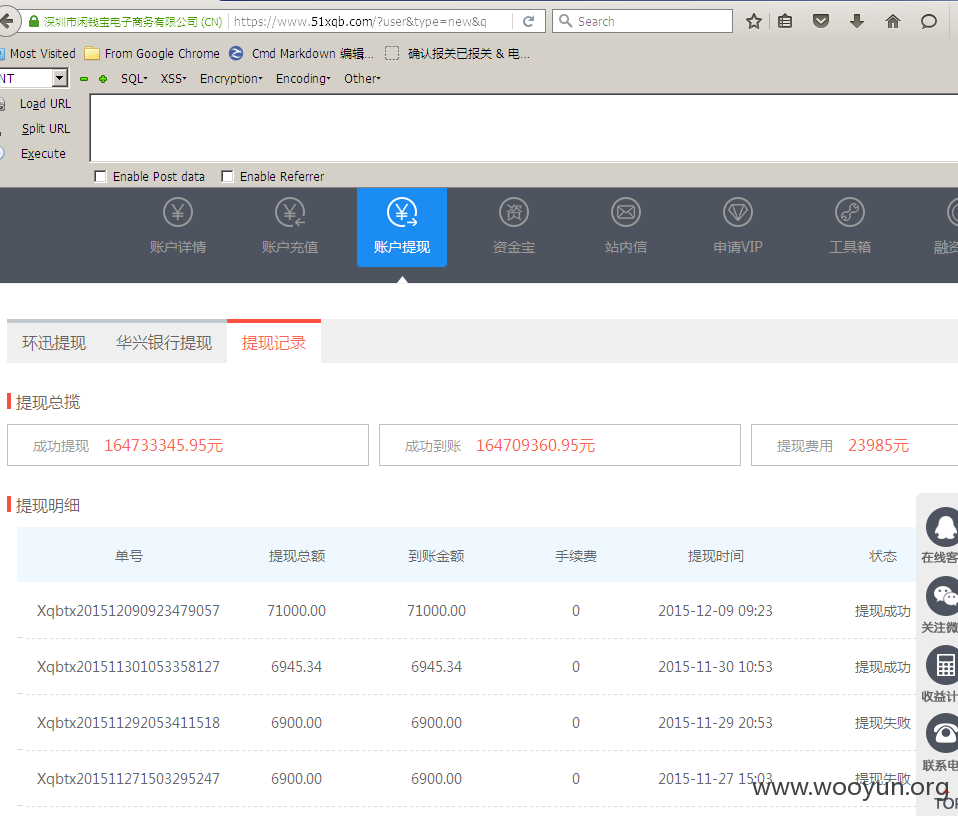 深圳市闲钱宝电子商务有限公司 (CN) https://www.51xqb.com/?user&type=new&q Search
Most Visited From Google Chrome Cmd Markdown 编辑... 确认报关已报关 & 电...
NT SQL XSS Encryption Encoding Other
Load URL
Split URL
Execute
Enable Post data Enable Referrer
账户详情 账户充值 账户提现 资金宝 站内信 申请VIP 工具箱 融资
环迅提现 华兴银行提现 提现记录
提现总揽
成功提现 164733345.95元 成功到账 164709360.95元 提现费用 23985元
提现明细
单号 提现总额 到账金额 手续费 提现时间 状态
Xqbtx201512090923479057 71000.00 71000.00 0 2015-12-09 09:23 提现成功
Xqbtx201511301053358127 6945.34 6945.34 0 2015-11-30 10:53 提现成功
Xqbtx201511292053411518 6900.00 6900.00 0 2015-11-29 20:53 提现失败
Xqbtx201511271503295247 6900.00 6900.00 0 2015-11-27 15:03 提现失败
在线客
关注微
收益计
联系电
TOP
www.wooyun.org